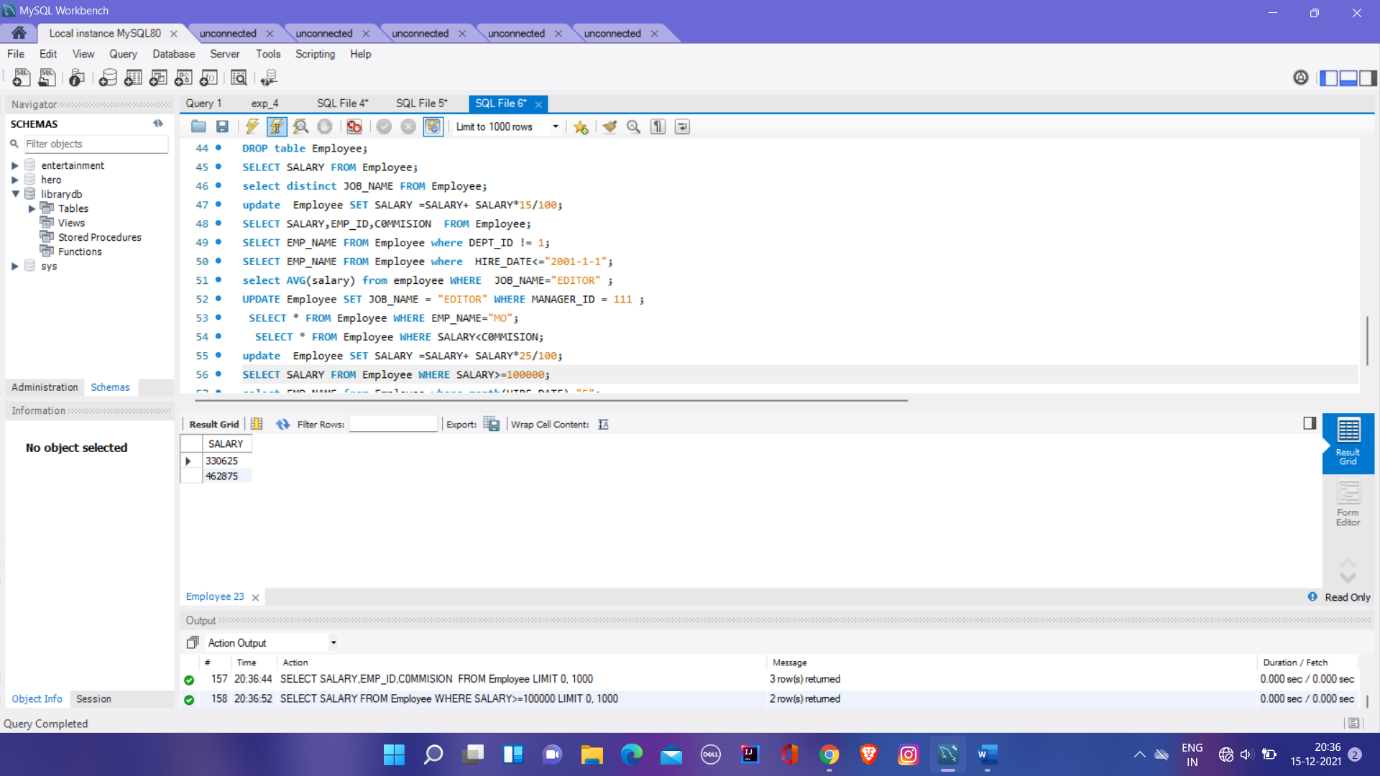 MySQL Workbench
Local instance MySQL80 × unconnected × unconnected × unconnected × unconnected × unconnected ×
File Edit View Query Database Server Tools Scripting Help
Navigator
Query 1 exp_4 SQL File 4* SQL File 5* SQL File 6* ×
SCHEMAS
Filter objects
entertainment
hero
librarydb
Tables
Views
Stored Procedures
Functions
sys
Administration Schemas
Information
No object selected
Object Info Session
Limit to 1000 rows
44 DROP table Employee;
45 SELECT SALARY FROM Employee;
46 select distinct JOB_NAME FROM Employee;
47 update  Employee SET SALARY =SALARY+ SALARY*15/100;
48 SELECT SALARY,EMP_ID,C0MMISION  FROM Employee;
49 SELECT EMP_NAME FROM Employee where DEPT_ID != 1;
50 SELECT EMP_NAME FROM Employee where  HIRE_DATE<="2001-1-1";
51 select AVG(salary) from employee WHERE  JOB_NAME="EDITOR" ;
52 UPDATE Employee SET JOB_NAME = "EDITOR" WHERE MANAGER_ID = 111 ;
53 SELECT * FROM Employee WHERE EMP_NAME="MO";
54 SELECT * FROM Employee WHERE SALARY<C0MMISION;
55 update  Employee SET SALARY =SALARY+ SALARY*25/100;
56 SELECT SALARY FROM Employee WHERE SALARY>=100000;
Result Grid Filter Rows: Export: Wrap Cell Content:
SALARY
330625
462875
Result Grid
Form Editor
Employee 23 ×
Read Only
Output
Action Output
# Time Action Message Duration / Fetch
157 20:36:44 SELECT SALARY,EMP_ID,C0MMISION  FROM Employee LIMIT 0, 1000 3 row(s) returned 0.000 sec / 0.000 sec
158 20:36:52 SELECT SALARY FROM Employee WHERE SALARY>=100000 LIMIT 0, 1000 2 row(s) returned 0.000 sec / 0.000 sec
Query Completed
ENG
IN
20:36
15-12-2021
2